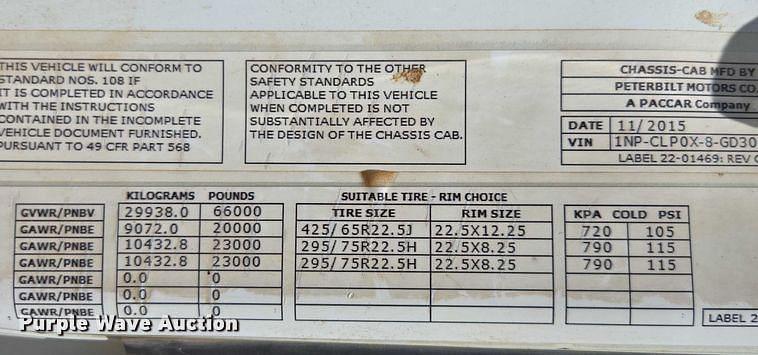 THIS VEHICLE WILL CONFORM TO
STANDARD NOS. 108 IF
IT IS COMPLETED IN ACCORDANCE
WITH THE INSTRUCTIONS
CONTAINED IN THE INCOMPLETE
VEHICLE DOCUMENT FURNISHED.
PURSUANT TO 49 CFR PART 568
CONFORMITY TO THE OTHER
SAFETY STANDARDS
APPLICABLE TO THIS VEHICLE
WHEN COMPLETED IS NOT
SUBSTANTIALLY AFFECTED BY
THE DESIGN OF THE CHASSIS CAB.
CHASSIS-CAB MFD BY
PETERBILT MOTORS CO.
A PACCAR Company
DATE 11/2015
VIN 1NP-CLP0X-8-GD30
LABEL 22-01469: REV
KILOGRAMS POUNDS SUITABLE TIRE - RIM CHOICE
TIRE SIZE RIM SIZE KPA COLD PSI
GVWR/PNBV 29938.0 66000
GAWR/PNBE 9072.0 20000 425/65R22.5J 22.5X12.25 720 105
GAWR/PNBE 10432.8 23000 295/75R22.5H 22.5X8.25 790 115
GAWR/PNBE 10432.8 23000 295/75R22.5H 22.5X8.25 790 115
GAWR/PNBE 0.0 0
GAWR/PNBE 0.0 0
GAWR/PNBE 0.0 0
LABEL 2
Purple Wave Auction